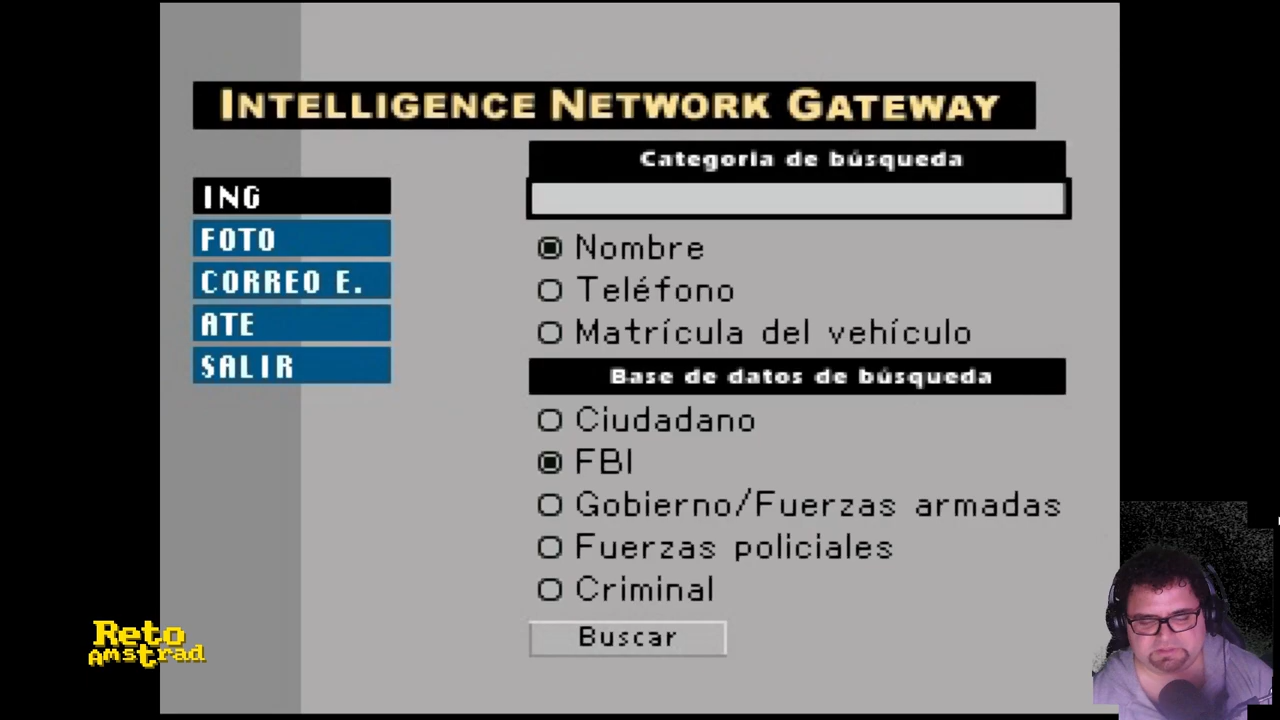 INTELLIGENCE NETWORK GATEWAY
ING
FOTO
CORREO E.
ATE
SALIR
Categoria de búsqueda
Nombre
Teléfono
Matrícula del vehículo
Base de datos de búsqueda
Ciudadano
FBI
Gobierno/Fuerzas armadas
Fuerzas policiales
Criminal
Buscar
Reto
Amstrad